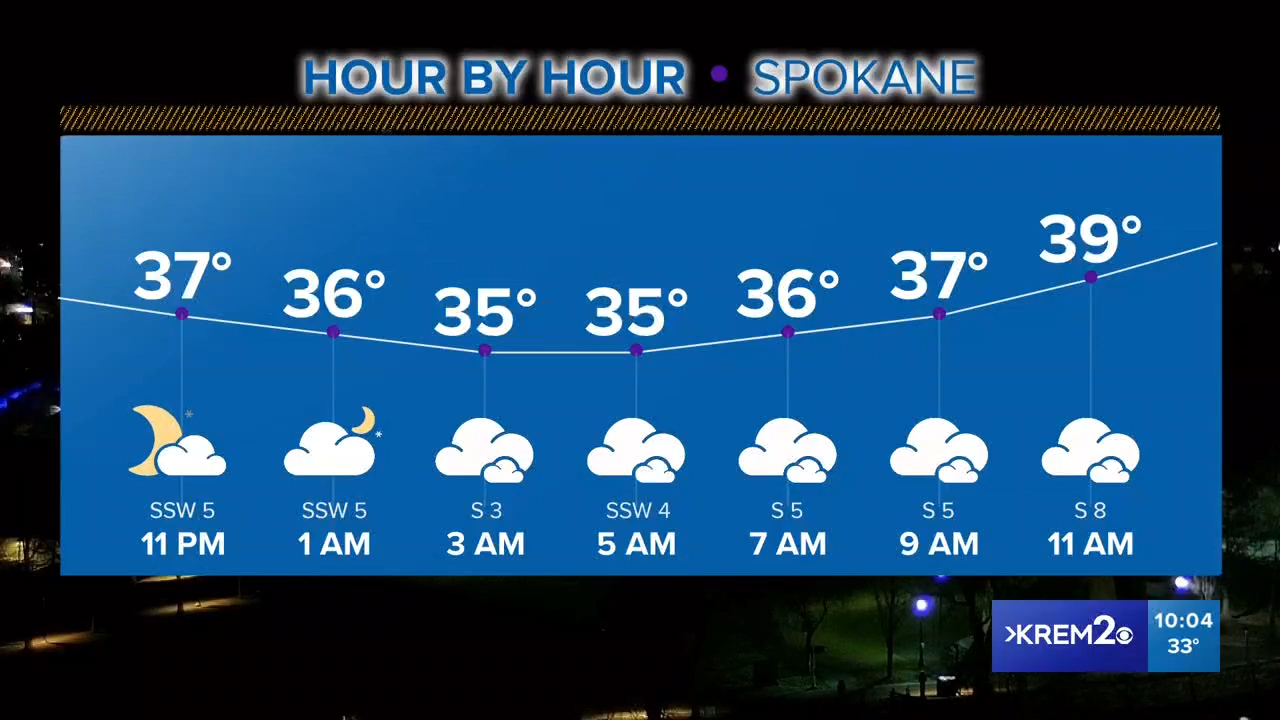 HOUR BY HOUR • SPOKANE
37° 36° 35° 35° 36° 37° 39°
SSW 5 SSW 5 S 3 SSW 4 S 5 S 5 S 8
11 PM 1 AM 3 AM 5 AM 7 AM 9 AM 11 AM
KREM2 10:04
33°